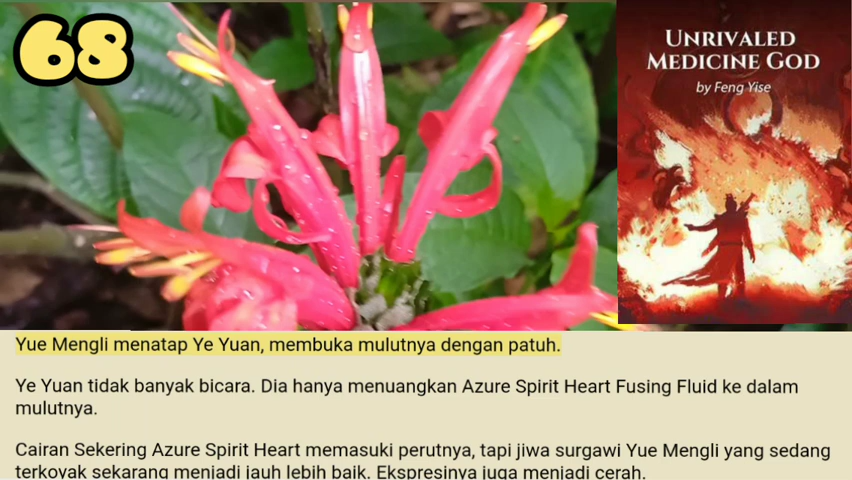 68
UNRIVALED
MEDICINE GOD
by Feng Yise
Yue Mengli menatap Ye Yuan, membuka mulutnya dengan patuh.
Ye Yuan tidak banyak bicara. Dia hanya menuangkan Azure Spirit Heart Fusing Fluid ke dalam
mulutnya.
Cairan Sekering Azure Spirit Heart memasuki perutnya, tapi jiwa surgawi Yue Mengli yang sedang
terkoyak sekarang menjadi jauh lebih baik. Ekspresinya juga menjadi cerah.